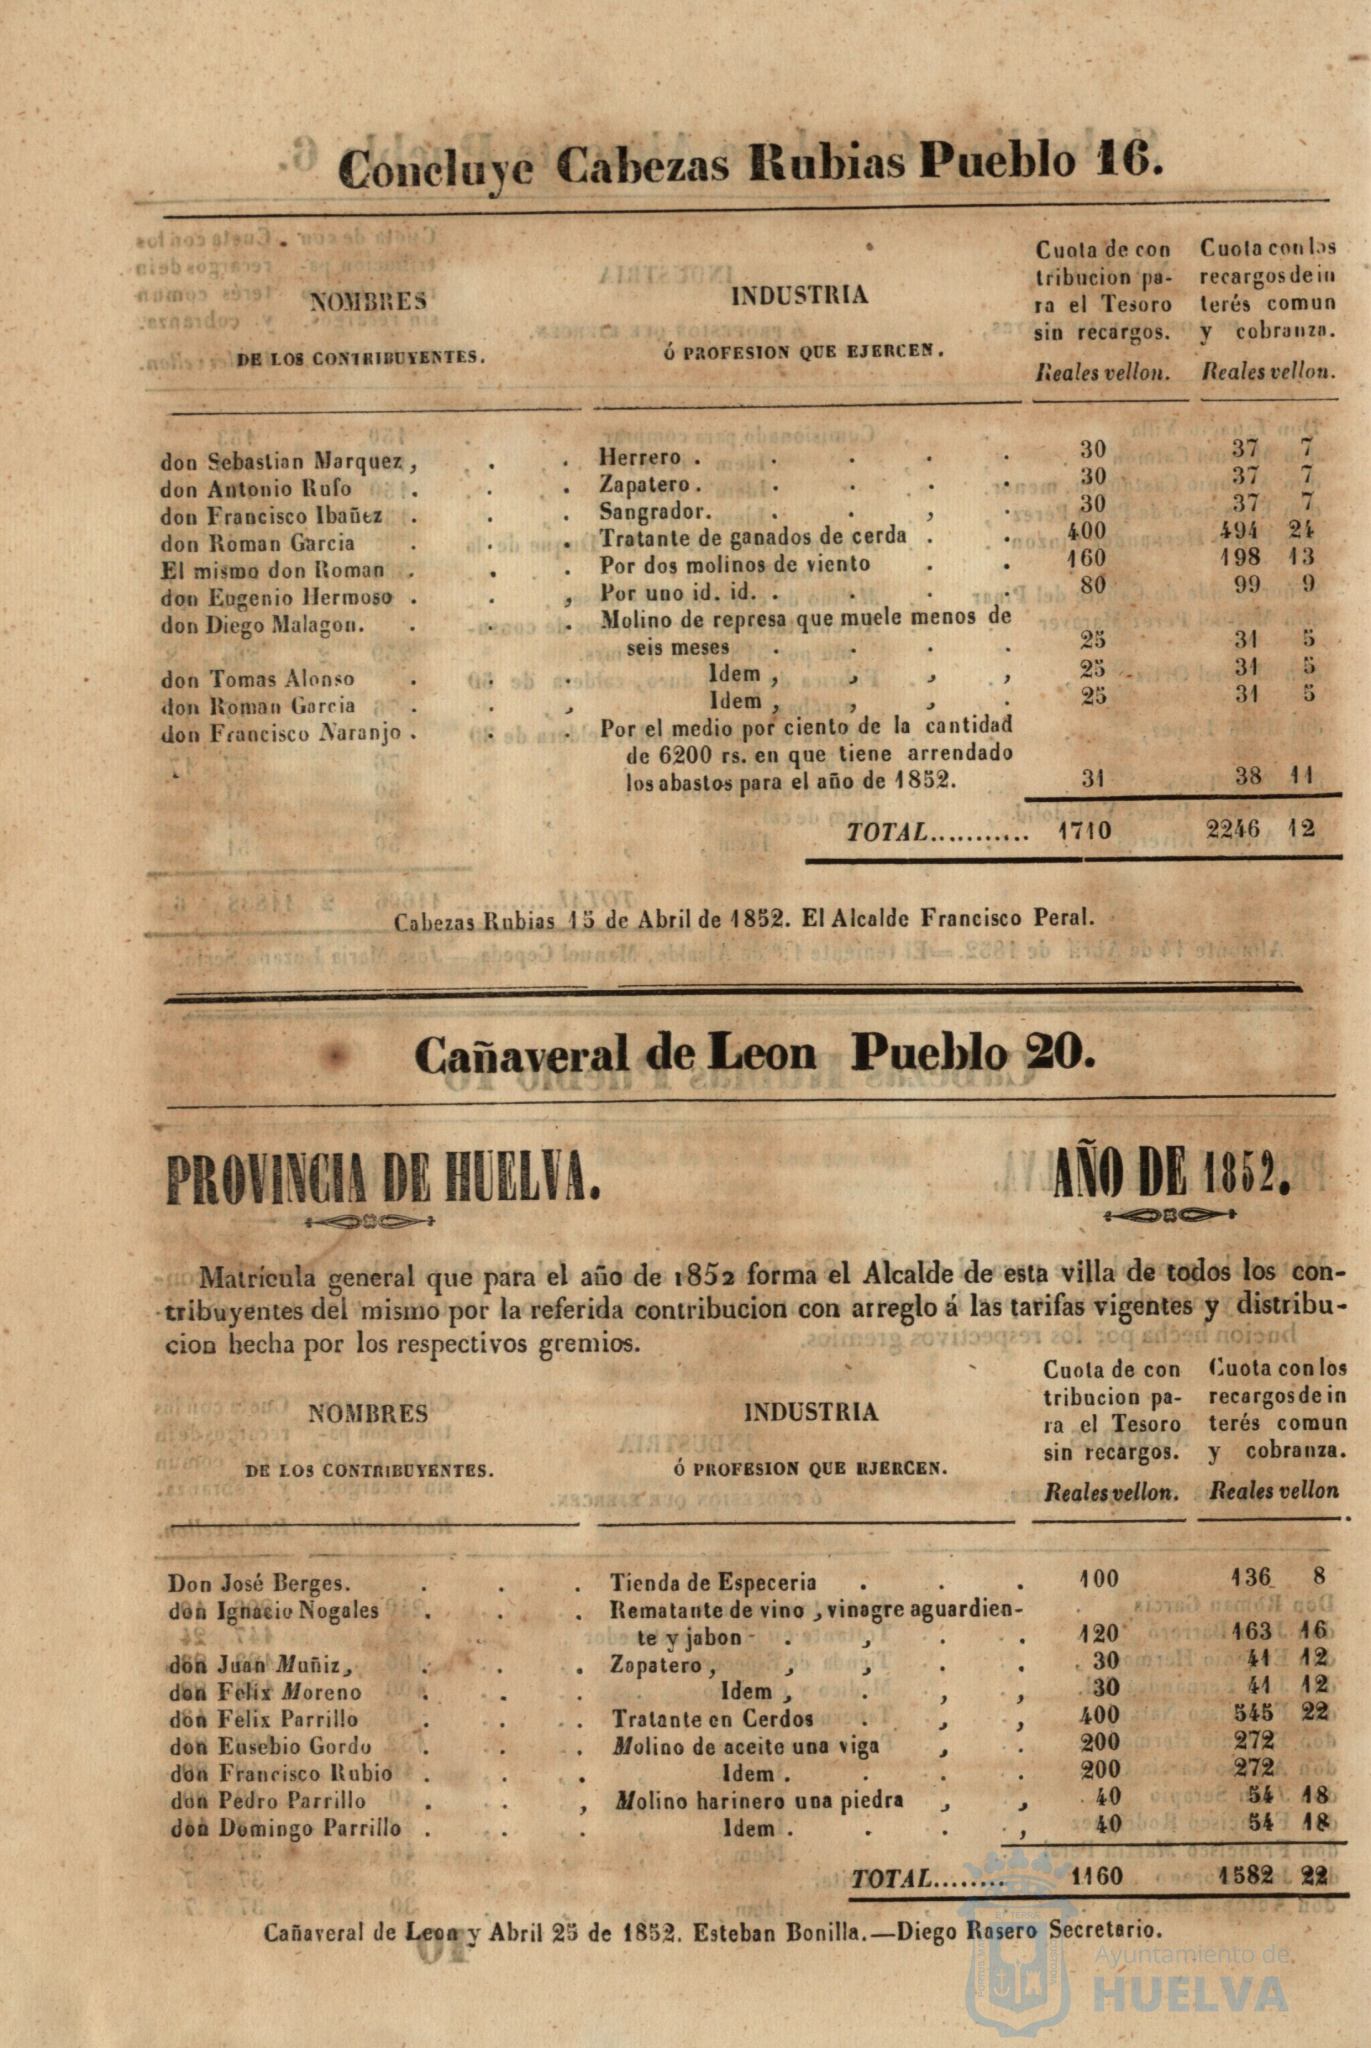 Concluye Cabezas Rubias Pueblo 16.
NOMBRES
DE LOS CONTRIBUYENTES.
INDUSTRIA
Ó PROFESION QUE EJERCEN.
Cuota de con
tribucion pa-
ra el Tesoro
sin recargos.
Reales vellon.
Cuota con los
recargos de in
terés comun
y cobranza.
Reales vellon.
don Sebastian Marquez, . . Herrero . . . . . 30 37 7
don Antonio Rufo . . . Zapatero . . . . . 30 37 7
don Francisco Ibañez . . . Sangrador. . . , . 30 37 7
don Roman Garcia . . . Tratante de ganados de cerda . . 400 494 24
El mismo don Roman . . . Por dos molinos de viento . . 160 198 13
don Eugenio Hermoso . . , Por uno id. id. . . . . 80 99 9
don Diego Malagon. . . . Molino de represa que muele menos de
seis meses . . . . 25 31 5
don Tomas Alonso . . . Idem , , , , 25 31 5
don Roman Garcia . . , Idem , , , . 25 31 5
don Francisco Naranjo . . . Por el medio por ciento de la cantidad
de 6200 rs. en que tiene arrendado
los abastos para el año de 1852. 31 38 11
TOTAL........... 1710 2246 12
Cabezas Rubias 15 de Abril de 1852. El Alcalde Francisco Peral.
Cañaveral de Leon Pueblo 20.
PROVINCIA DE HUELVA. AÑO DE 1852.
Matrícula general que para el año de 1852 forma el Alcalde de esta villa de todos los con-
tribuyentes del mismo por la referida contribucion con arreglo á las tarifas vigentes y distribu-
cion hecha por los respectivos gremios.
NOMBRES
DE LOS CONTRIBUYENTES.
INDUSTRIA
Ó PROFESION QUE RJERCEN.
Cuota de con
tribucion pa-
ra el Tesoro
sin recargos.
Reales vellon.
Cuota con los
recargos de in
terés comun
y cobranza.
Reales vellon.
Don José Berges. . . . Tienda de Especeria . . . 100 136 8
don Ignacio Nogales . . . Rematante de vino , vinagre aguardien-
te y jabon - . , . . 120 163 16
don Juan Muñiz, . . . Zapatero , , , . . 30 41 12
don Felix Moreno . . . Idem , . , , 30 41 12
don Felix Parrillo . . . Tratante en Cerdos . , , 400 545 22
don Eusebio Gordo . . . Molino de aceite una viga , . 200 272
don Francisco Rubio . . . Idem . . . . 200 272
don Pedro Parrillo . . , Molino harinero una piedra , , 40 54 18
don Domingo Parrillo . . . Idem . . . , 40 54 18
TOTAL........ 1160 1582 22
Cañaveral de Leon y Abril 25 de 1852. Esteban Bonilla.—Diego Rasero Secretario.
Ayuntamiento de
HUELVA